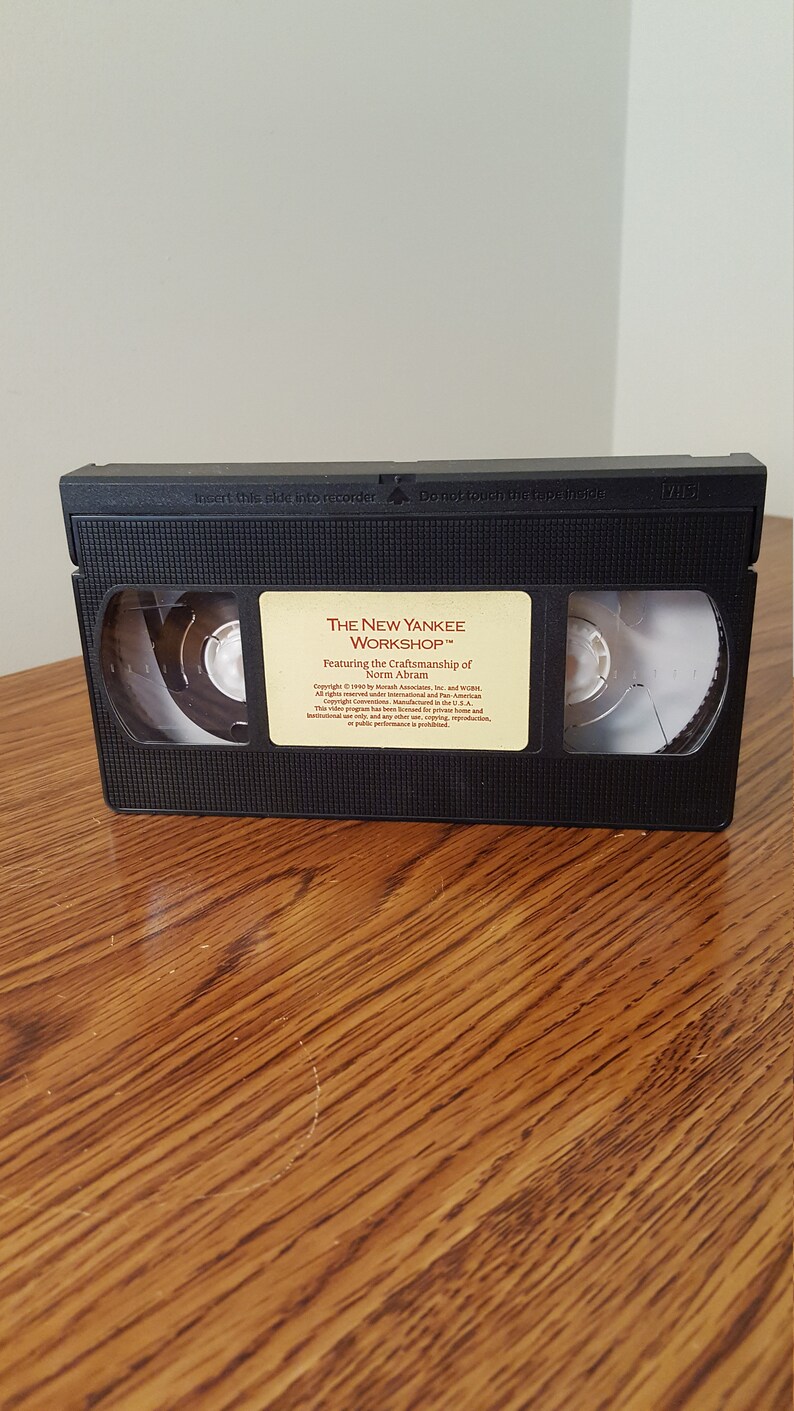 Insert this side into recorder Do not touch the tape inside VHS
THE NEW YANKEE
WORKSHOP™
Featuring the Craftsmanship of
Norm Abram
Copyright © 1990 by Morash Associates, Inc. and WGBH.
All rights reserved under International and Pan-American
Copyright Conventions. Manufactured in the U.S.A.
This video program has been licensed for private home and
institutional use only, and any other use, copying, reproduction,
or public performance is prohibited.